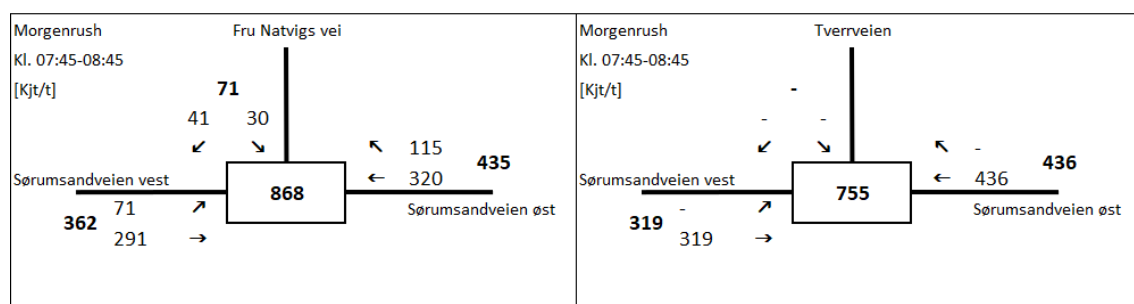 Morgenrush
Fru Natvigs vei
Kl. 07:45-08:45
[Kjt/t]
71
41 30
↙ ↘
↖ 115
← 320
435
Sørumsandveien vest
868
Sørumsandveien øst
362
71 ↗
291 →
Morgenrush
Tverrveien
Kl. 07:45-08:45
[Kjt/t]
-
- -
↙ ↘
↖ -
← 436
436
Sørumsandveien vest
755
Sørumsandveien øst
319
- ↗
319 →